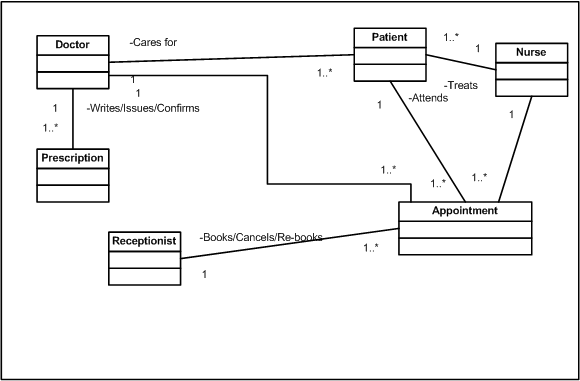 Doctor
-Cares for
Patient
1..*
1
Nurse
1
1..*
1
-Treats
1
-Attends
1
-Writes/Issues/Confirms
1
1..*
Prescription
1..*
1..*
1..*
Appointment
Receptionist
-Books/Cancels/Re-books
1..*
1